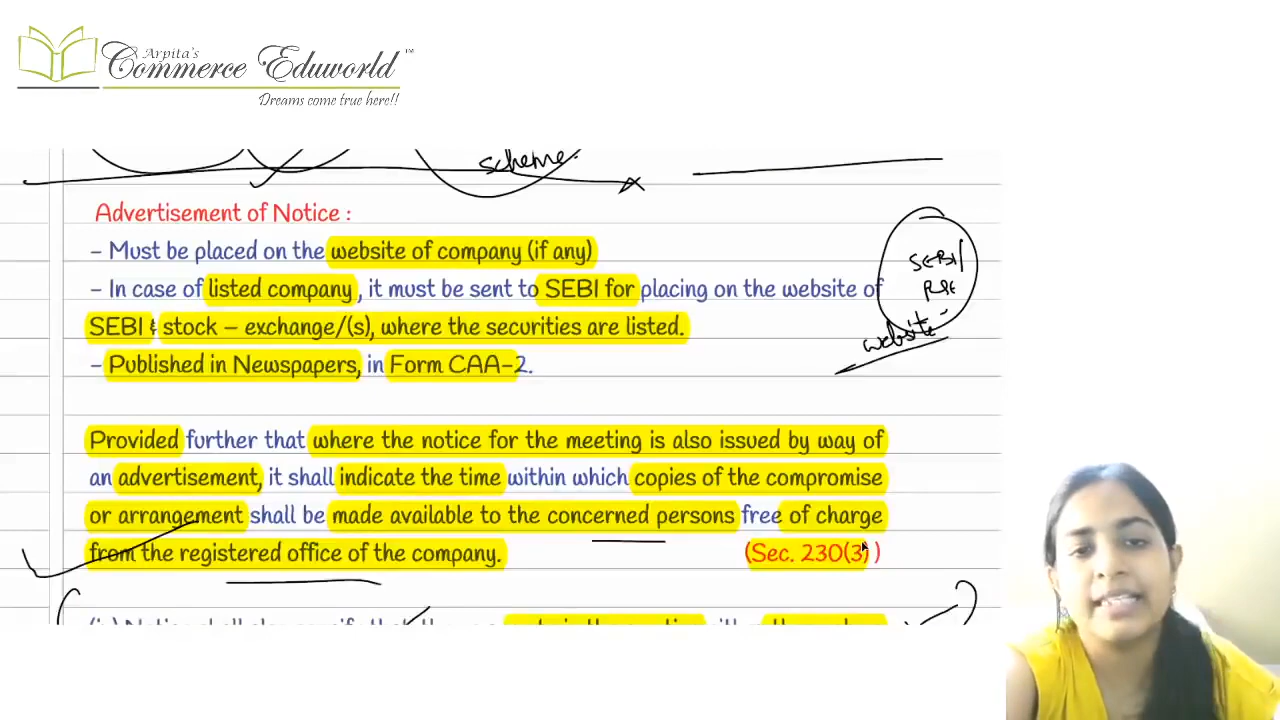 Arpita's
Commerce Eduworld™
Dreams come true here!!
scheme.
Advertisement of Notice :
– Must be placed on the website of company (if any)
– In case of listed company, it must be sent to SEBI for placing on the website of
SEBI & stock – exchange/(s), where the securities are listed.
– Published in Newspapers, in Form CAA-2.
SEBI/
website
Provided further that where the notice for the meeting is also issued by way of
an advertisement, it shall indicate the time within which copies of the compromise
or arrangement shall be made available to the concerned persons free of charge
from the registered office of the company. (Sec. 230(3) )